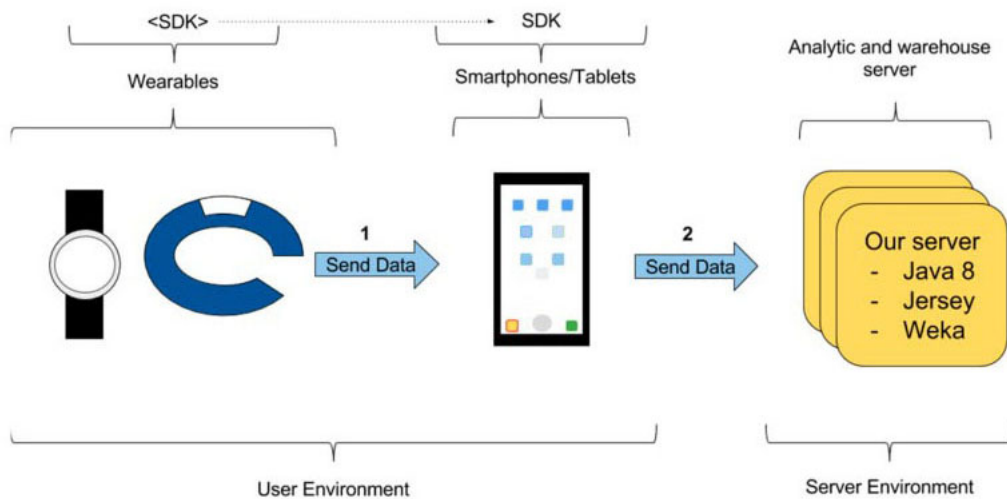 <SDK>
SDK
Wearables
Smartphones/Tablets
Analytic and warehouse
server
1
Send Data
2
Send Data
Our server
- Java 8
- Jersey
- Weka
User Environment
Server Environment